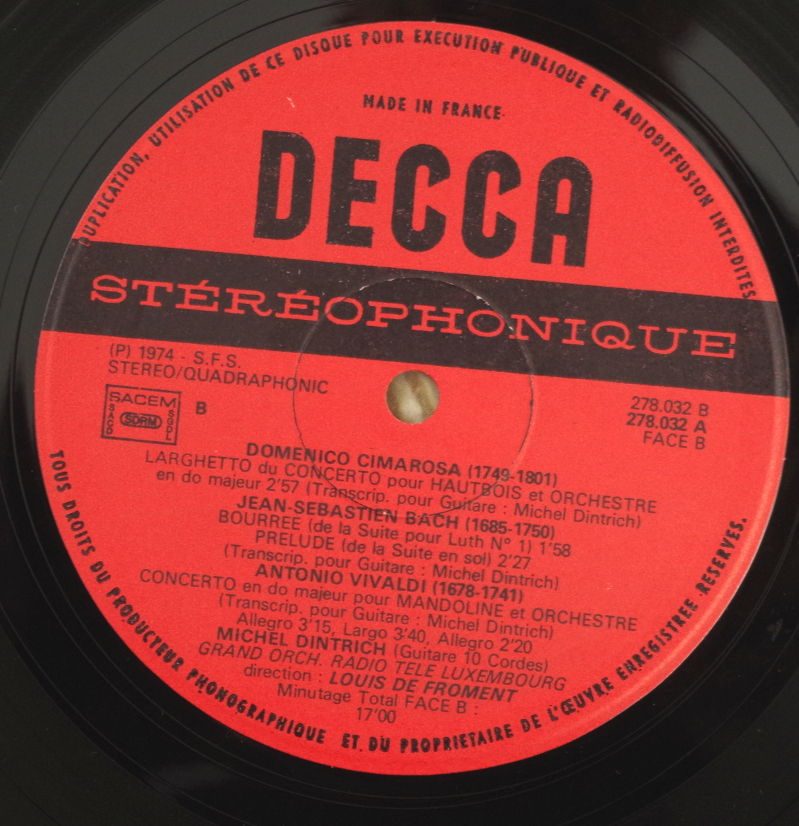 DUPLICATION, UTILISATION DE CE DISQUE POUR EXECUTION PUBLIQUE ET RADIODIFFUSION INTERDITES
MADE IN FRANCE
DECCA
STÉRÉOPHONIQUE
(P) 1974 - S.F.S.
STEREO/QUADRAPHONIC
SACEM
SACD
SDRM
SGDL
B
278.032 B
278.032 A
FACE B
DOMENICO CIMAROSA (1749-1801)
LARGHETTO du CONCERTO pour HAUTBOIS et ORCHESTRE
en do majeur 2'57 (Transcrip. pour Guitare : Michel Dintrich)
JEAN-SEBASTIEN BACH (1685-1750)
BOURREE (de la Suite pour Luth N° 1) 1'58
PRELUDE (de la Suite en sol) 2'27
(Transcrip. pour Guitare : Michel Dintrich)
ANTONIO VIVALDI (1678-1741)
CONCERTO en do majeur pour MANDOLINE et ORCHESTRE
(Transcrip. pour Guitare : Michel Dintrich)
Allegro 3'15, Largo 3'40, Allegro 2'20
MICHEL DINTRICH (Guitare 10 Cordes)
GRAND ORCH. RADIO TELE LUXEMBOURG
direction : LOUIS DE FROMENT
Minutage Total FACE B :
17'00
TOUS DROITS DU PRODUCTEUR PHONOGRAPHIQUE ET DU PROPRIETAIRE DE L'ŒUVRE ENREGISTREE RESERVES.